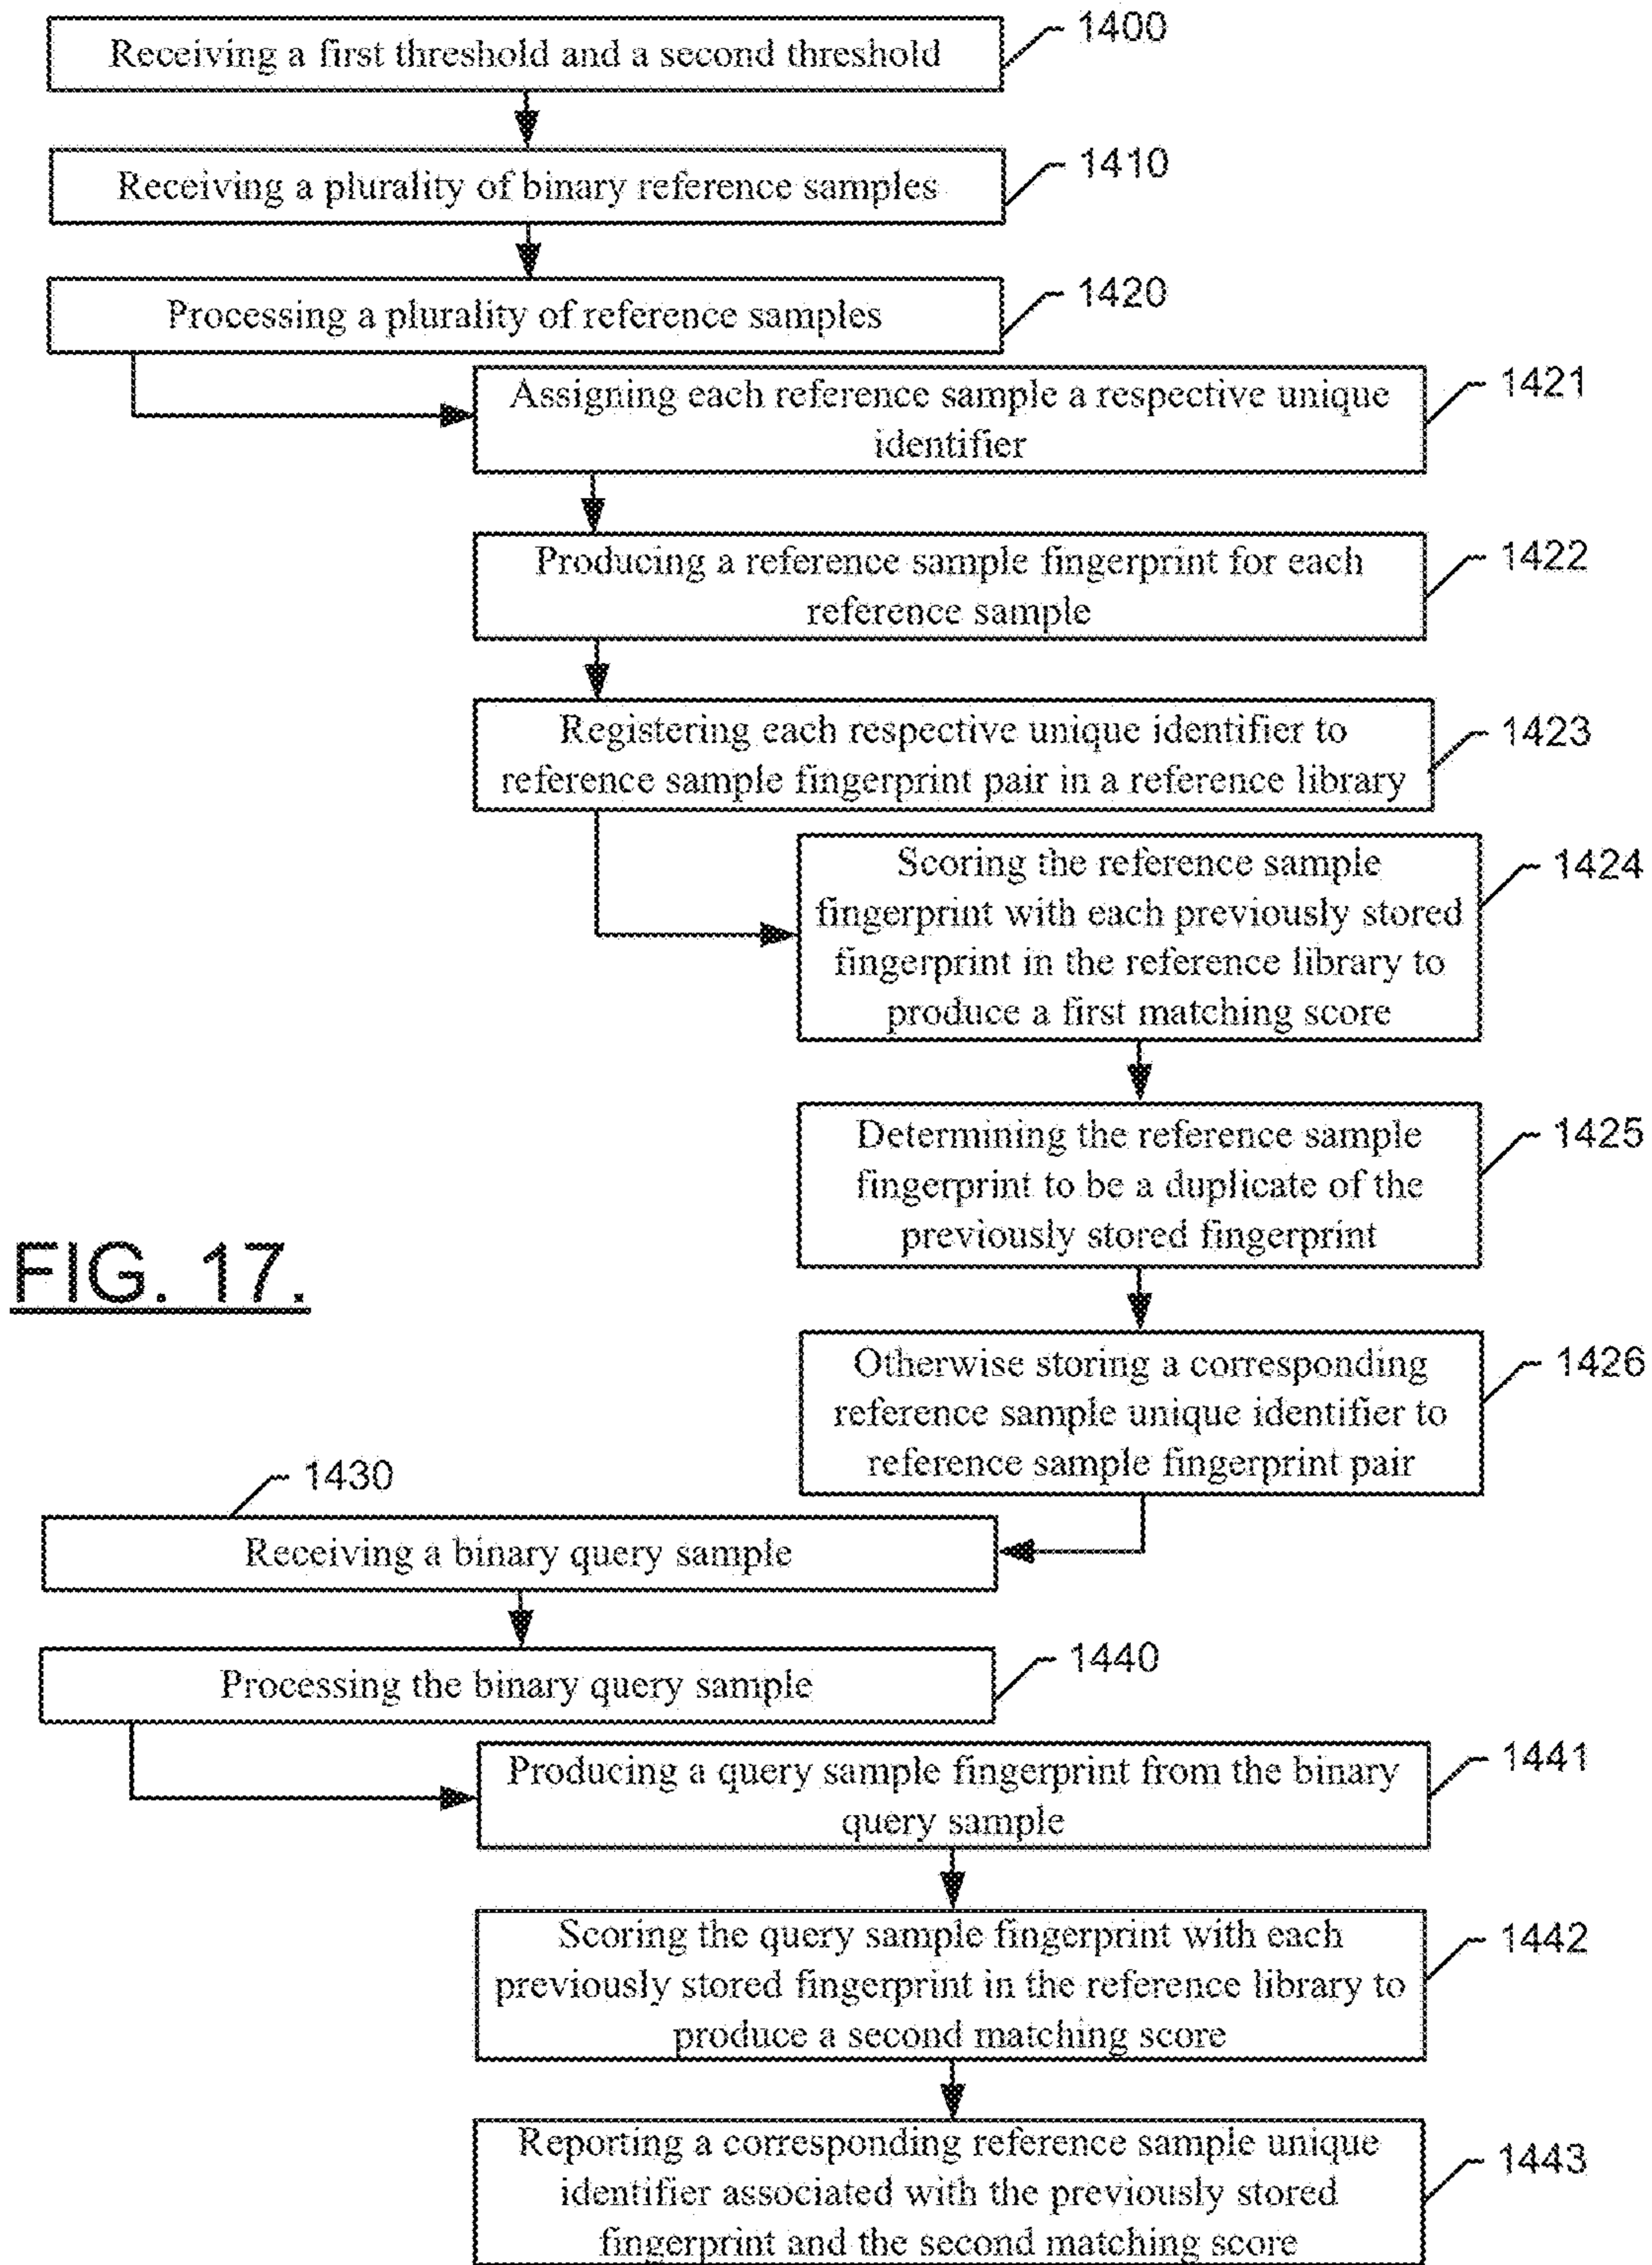 Receiving a first threshold and a second threshold
1400
Receiving a plurality of binary reference samples
1410
Processing a plurality of reference samples
1420
Assigning each reference sample a respective unique
identifier
1421
Producing a reference sample fingerprint for each
reference sample
1422
Registering each respective unique identifier to
reference sample fingerprint pair in a reference library
1423
Scoring the reference sample
fingerprint with each previously stored
fingerprint in the reference library to
produce a first matching score
1424
Determining the reference sample
fingerprint to be a duplicate of the
previously stored fingerprint
1425
FIG. 17.
Otherwise storing a corresponding
reference sample unique identifier to
reference sample fingerprint pair
1426
1430
Receiving a binary query sample
Processing the binary query sample
1440
Producing a query sample fingerprint from the binary
query sample
1441
Scoring the query sample fingerprint with each
previously stored fingerprint in the reference library to
produce a second matching score
1442
Reporting a corresponding reference sample unique
identifier associated with the previously stored
fingerprint and the second matching score
1443